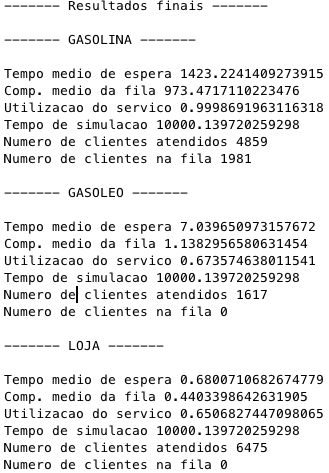 ------- Resultados finais -------
------- GASOLINA -------
Tempo medio de espera 1423.2241409273915
Comp. medio da fila 973.4717110223476
Utilizacao do servico 0.9998691963116318
Tempo de simulacao 10000.139720259298
Numero de clientes atendidos 4859
Numero de clientes na fila 1981
------- GASOLEO -------
Tempo medio de espera 7.039650973157672
Comp. medio da fila 1.1382956580631454
Utilizacao do servico 0.673574638011541
Tempo de simulacao 10000.139720259298
Numero de clientes atendidos 1617
Numero de clientes na fila 0
------- LOJA -------
Tempo medio de espera 0.6800710682674779
Comp. medio da fila 0.4403398642631905
Utilizacao do servico 0.6506827447098065
Tempo de simulacao 10000.139720259298
Numero de clientes atendidos 6475
Numero de clientes na fila 0